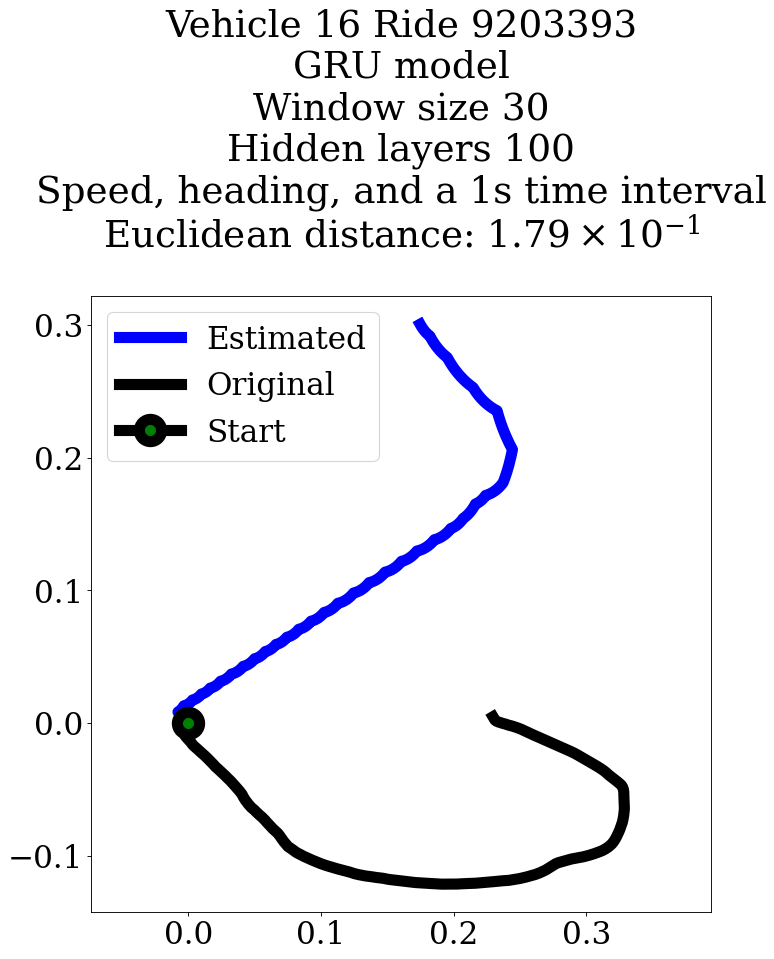 Vehicle 16 Ride 9203393
GRU model
Window size 30
Hidden layers 100
Speed, heading, and a 1s time interval
Euclidean distance: 1.79 × 10⁻¹
Estimated
Original
Start
0.3
0.2
0.1
0.0
−0.1
0.0 0.1 0.2 0.3